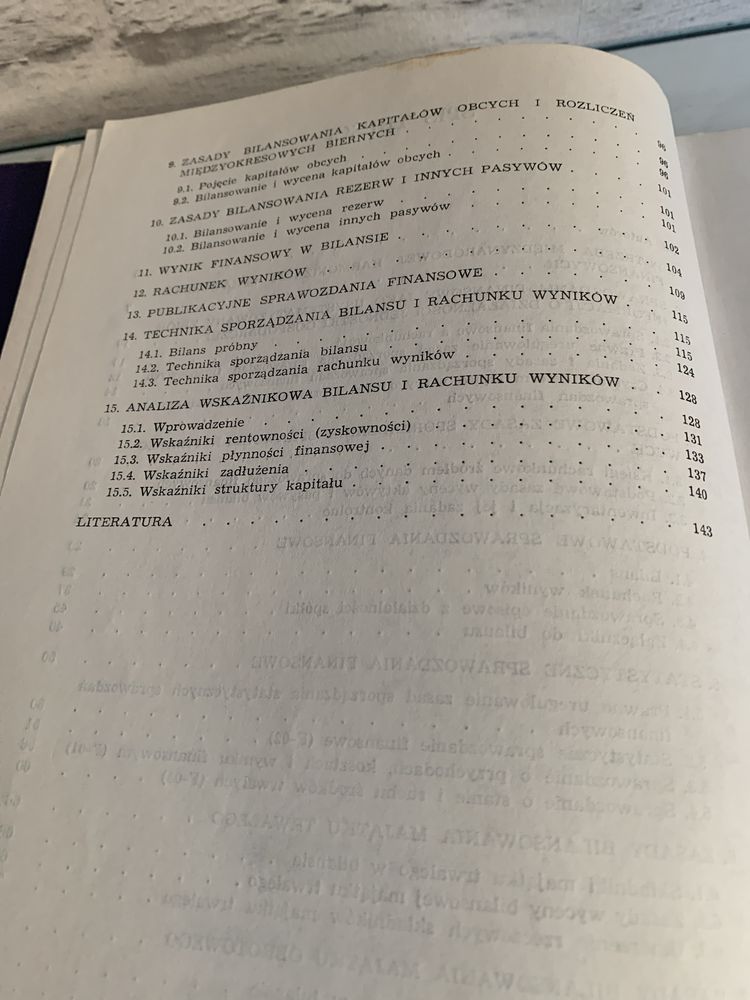 9. ZASADY BILANSOWANIA KAPITAŁÓW OBCYCH I ROZLICZEŃ
MIĘDZYOKRESOWYCH BIERNYCH . . . . . . . . 96
9.1. Pojęcie kapitałów obcych . . . . . . . . 96
9.2. Bilansowanie i wycena kapitałów obcych . . . . . . . 96
10. ZASADY BILANSOWANIA REZERW I INNYCH PASYWÓW . . . 101
10.1. Bilansowanie i wycena rezerw . . . . . . . . 101
10.2. Bilansowanie i wycena innych pasywów . . . . . . 101
11. WYNIK FINANSOWY W BILANSIE . . . . . . . . 102
12. RACHUNEK WYNIKÓW . . . . . . . . . . 104
13. PUBLIKACYJNE SPRAWOZDANIA FINANSOWE . . . . . . 109
14. TECHNIKA SPORZĄDZANIA BILANSU I RACHUNKU WYNIKÓW . . 115
14.1. Bilans próbny . . . . . . . . . . . 115
14.2. Technika sporządzania bilansu . . . . . . . . 115
14.3. Technika sporządzania rachunku wyników . . . . . . 124
15. ANALIZA WSKAŹNIKOWA BILANSU I RACHUNKU WYNIKÓW . . 128
15.1. Wprowadzenie . . . . . . . . . . . 128
15.2. Wskaźniki rentowności (zyskowności) . . . . . . . 131
15.3. Wskaźniki płynności finansowej . . . . . . . . 133
15.4. Wskaźniki zadłużenia . . . . . . . . . . 137
15.5. Wskaźniki struktury kapitału . . . . . . . . . 140
LITERATURA . . . . . . . . . . . . . 143